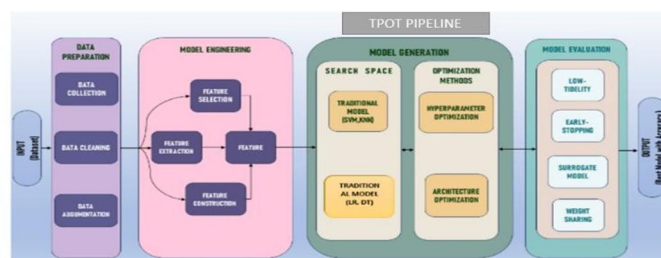 TPOT PIPELINE
INPUT
(Dataset)
DATA
PREPARATION
DATA
COLLECTION
DATA CLEANING
DATA
AUGMENTATION
MODEL ENGINEERING
FEATURE
SELECTION
FEATURE
EXTRACTION
FEATURE
FEATURE
CONSTRUCTION
MODEL GENERATION
SEARCH SPACE
TRADITIONAL
MODEL
(SVM,KNN)
TRADITION
AL MODEL
(LR, DT)
OPTIMIZATION
METHODS
HYPERPARAMETER
OPTIMIZATION
ARCHITECTURE
OPTIMIZATION
MODEL EVALUATION
LOW-
TIDELITY
EARLY-
STOPPING
SURROGATE
MODEL
WEIGHT
SHARING
OUTPUT
(Best Model with Accuracy)